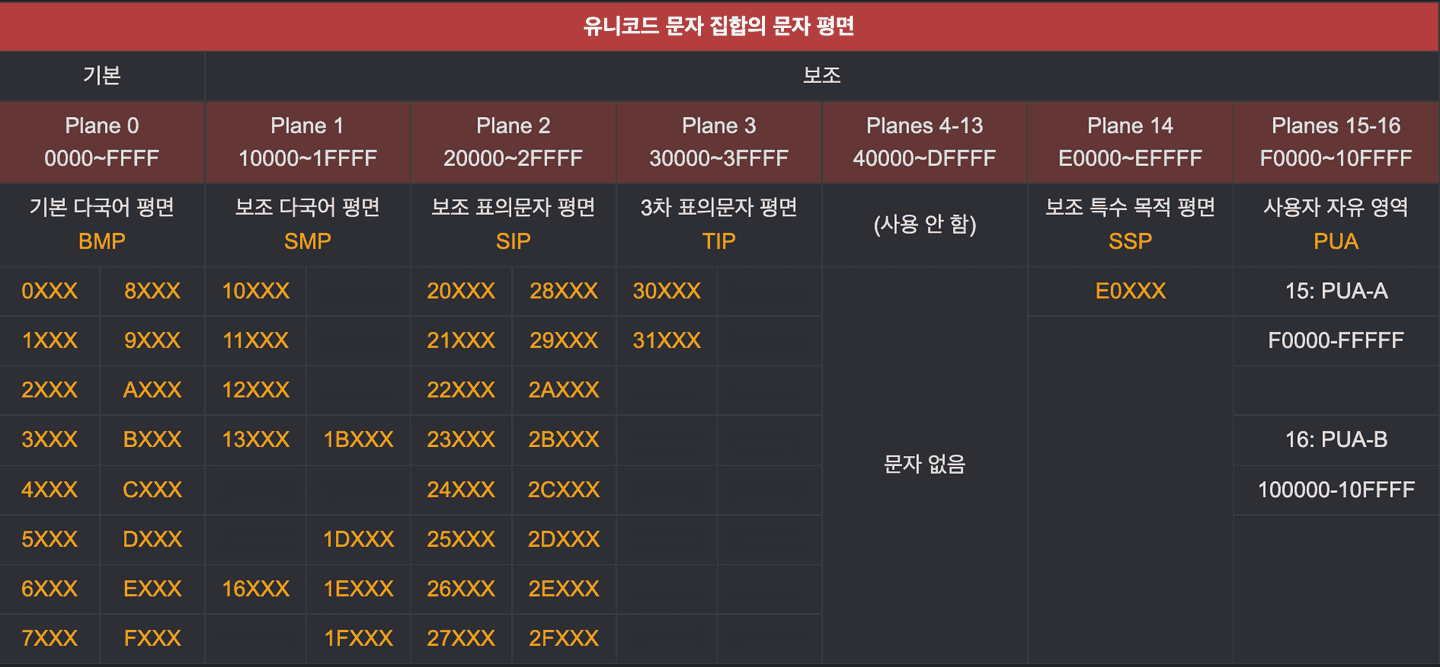 유니코드 문자 집합의 문자 평면
기본 보조
Plane 0 Plane 1 Plane 2 Plane 3 Planes 4-13 Plane 14 Planes 15-16
0000~FFFF 10000~1FFFF 20000~2FFFF 30000~3FFFF 40000~DFFFF E0000~EFFFF F0000~10FFFF
기본 다국어 평면 보조 다국어 평면 보조 표의문자 평면 3차 표의문자 평면 (사용 안 함) 보조 특수 목적 평면 사용자 자유 영역
BMP SMP SIP TIP SSP PUA
0XXX 8XXX 10XXX 20XXX 28XXX 30XXX E0XXX 15: PUA-A
1XXX 9XXX 11XXX 21XXX 29XXX 31XXX F0000-FFFFF
2XXX AXXX 12XXX 22XXX 2AXXX
3XXX BXXX 13XXX 1BXXX 23XXX 2BXXX 16: PUA-B
문자 없음
4XXX CXXX 24XXX 2CXXX 100000-10FFFF
5XXX DXXX 1DXXX 25XXX 2DXXX
6XXX EXXX 16XXX 1EXXX 26XXX 2EXXX
7XXX FXXX 1FXXX 27XXX 2FXXX